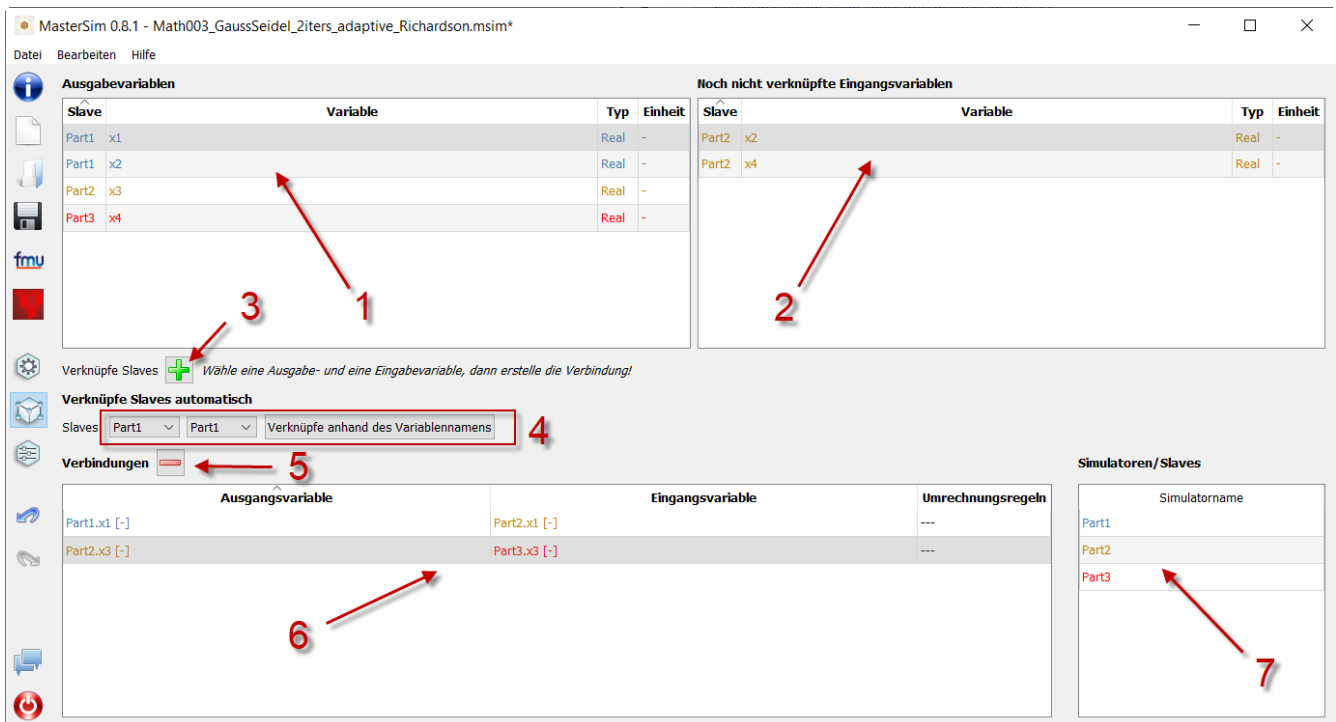 MasterSim 0.8.1 - Math003_GaussSeidel_2iters_adaptive_Richardson.msim*
Datei Bearbeiten Hilfe
Ausgabevariablen
Slave Variable Typ Einheit
Part1 x1 Real -
Part1 x2 Real -
Part2 x3 Real -
Part3 x4 Real -
1
Noch nicht verknüpfte Eingangsvariablen
Slave Variable Typ Einheit
Part2 x2 Real -
Part2 x4 Real -
2
fmu
3
Verknüpfe Slaves Wähle eine Ausgabe- und eine Eingabevariable, dann erstelle die Verbindung!
Verknüpfe Slaves automatisch
Slaves: Part1 Part1 Verknüpfe anhand des Variablennamens 4
Verbindungen 5
Ausgangsvariable Eingangsvariable Umrechnungsregeln
Part1.x1 [-] Part2.x1 [-] ---
Part2.x3 [-] Part3.x3 [-] ---
6
Simulatoren/Slaves
Simulatorname
Part1
Part2
Part3
7